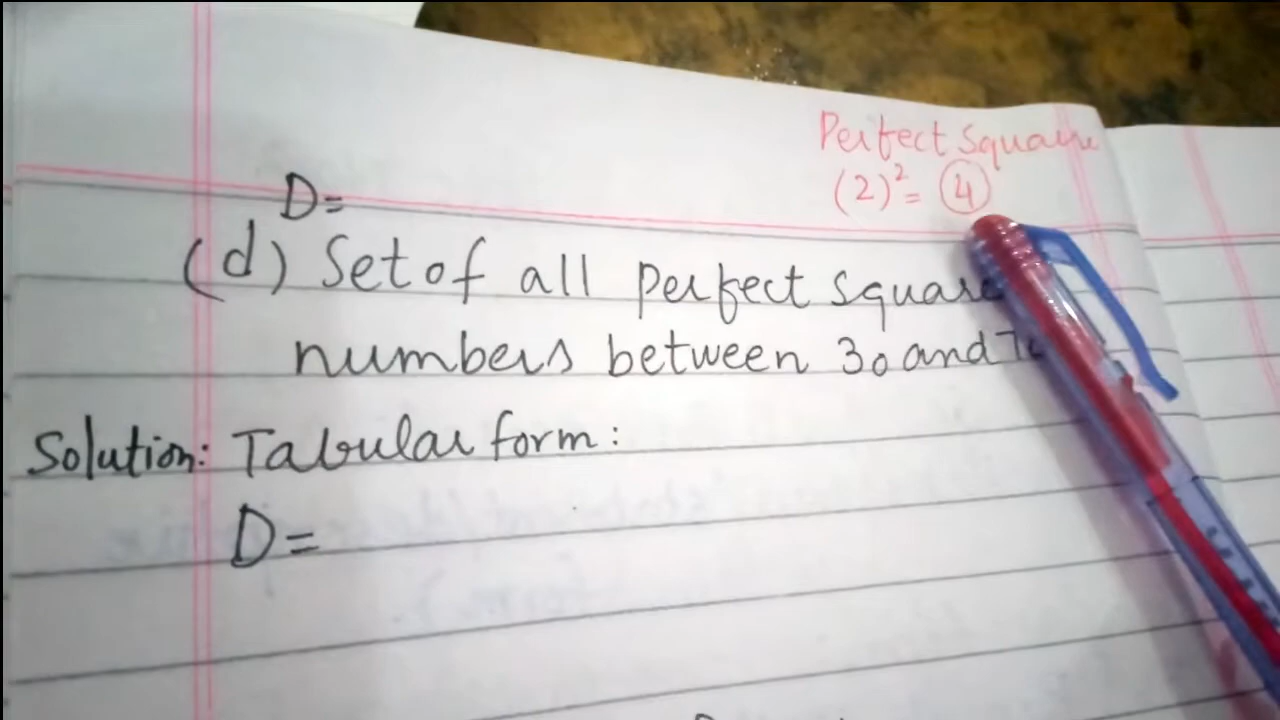 Perfect Square
(2)² = 4
D=
(d) Set of all perfect square
numbers between 30 and
Solution: Tabular form:
D=